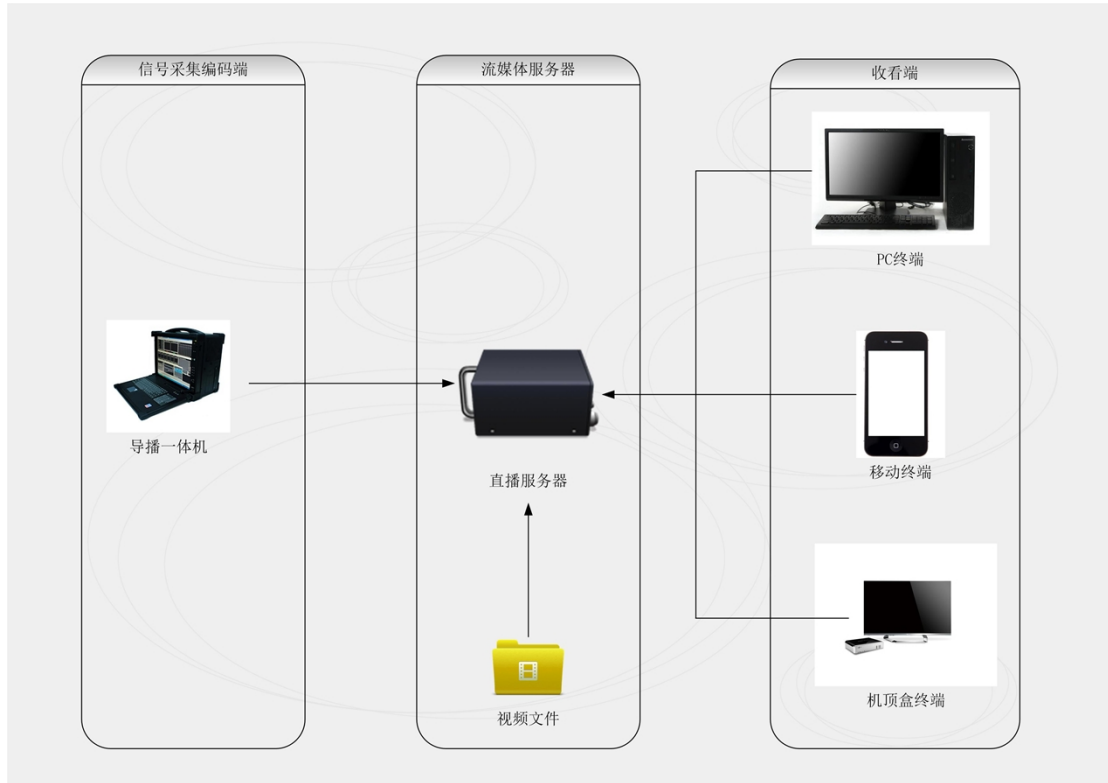 信号采集编码端
流媒体服务器
收看端
PC终端
导播一体机
直播服务器
移动终端
视频文件
机顶盒终端